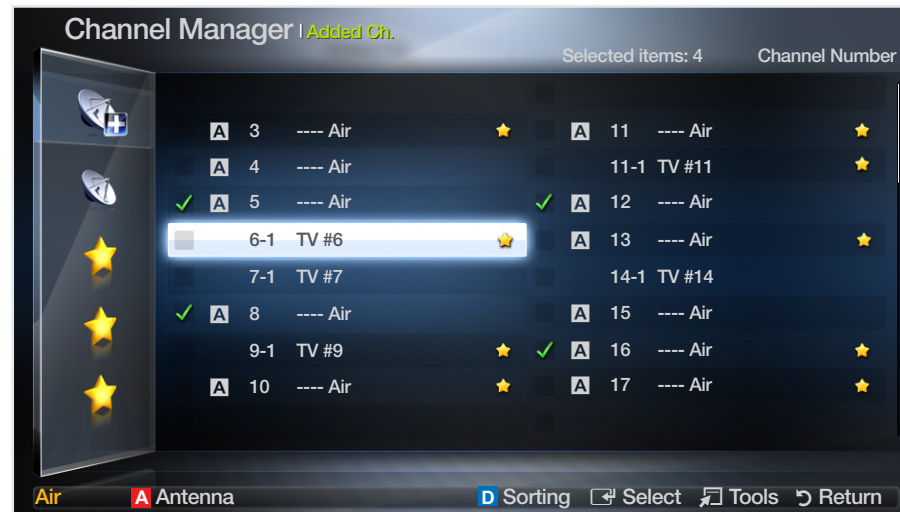 Channel Manager | Added Ch.
Selected items: 4 Channel Number
A 3 ---- Air
A 4 ---- Air
A 5 ---- Air
6-1 TV #6
7-1 TV #7
A 8 ---- Air
9-1 TV #9
A 10 ---- Air
A 11 ---- Air
11-1 TV #11
A 12 ---- Air
A 13 ---- Air
14-1 TV #14
A 15 ---- Air
A 16 ---- Air
A 17 ---- Air
Air A Antenna D Sorting Select Tools Return